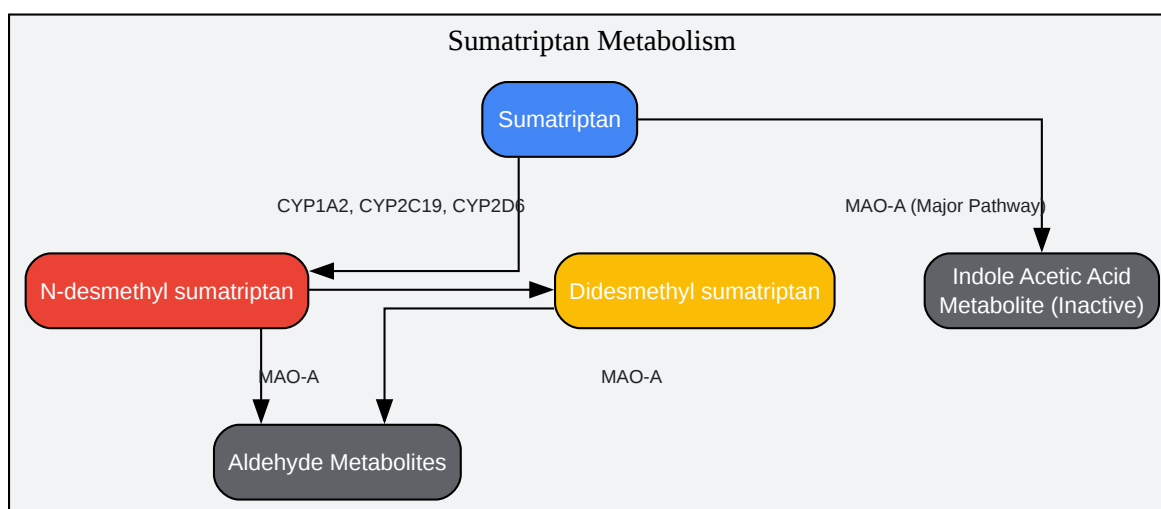 Sumatriptan Metabolism
Sumatriptan
CYP1A2, CYP2C19, CYP2D6
MAO-A (Major Pathway)
N-desmethyl sumatriptan
Didesmethyl sumatriptan
Indole Acetic Acid
Metabolite (Inactive)
MAO-A
MAO-A
Aldehyde Metabolites